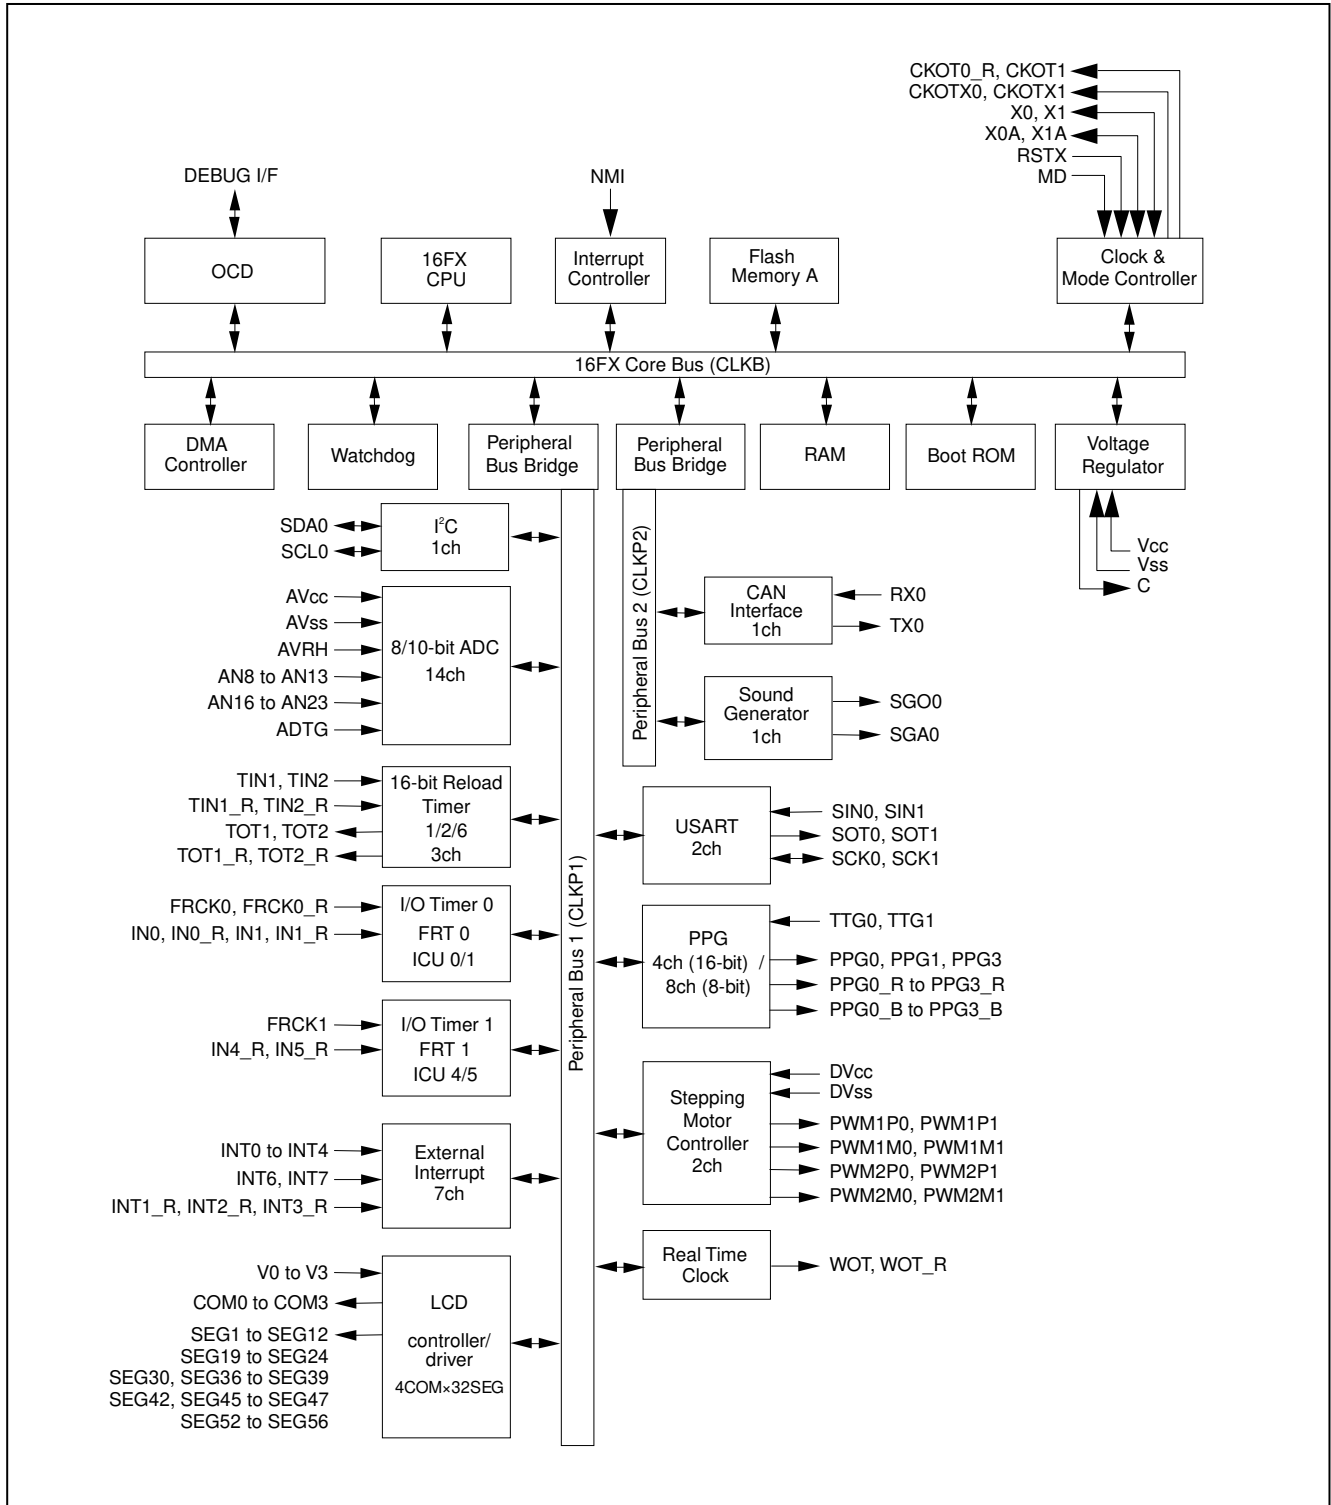 CKOT0_R, CKOT1
CKOTX0, CKOTX1
X0, X1
X0A, X1A
RSTX
MD
DEBUG I/F
NMI
OCD
16FX
CPU
Interrupt
Controller
Flash
Memory A
Clock &
Mode Controller
16FX Core Bus (CLKB)
DMA
Controller
Watchdog
Peripheral
Bus Bridge
Peripheral
Bus Bridge
RAM
Boot ROM
Voltage
Regulator
Vcc
Vss
C
Peripheral Bus 1 (CLKP1)
Peripheral Bus 2 (CLKP2)
SDA0
SCL0
I²C
1ch
AVcc
AVss
AVRH
AN8 to AN13
AN16 to AN23
ADTG
8/10-bit ADC
14ch
TIN1, TIN2
TIN1_R, TIN2_R
TOT1, TOT2
TOT1_R, TOT2_R
16-bit Reload
Timer
1/2/6
3ch
FRCK0, FRCK0_R
IN0, IN0_R, IN1, IN1_R
I/O Timer 0
FRT 0
ICU 0/1
FRCK1
IN4_R, IN5_R
I/O Timer 1
FRT 1
ICU 4/5
INT0 to INT4
INT6, INT7
INT1_R, INT2_R, INT3_R
External
Interrupt
7ch
V0 to V3
COM0 to COM3
SEG1 to SEG12
SEG19 to SEG24
SEG30, SEG36 to SEG39
SEG42, SEG45 to SEG47
SEG52 to SEG56
LCD
controller/
driver
4COM×32SEG
CAN
Interface
1ch
RX0
TX0
Sound
Generator
1ch
SGO0
SGA0
USART
2ch
SIN0, SIN1
SOT0, SOT1
SCK0, SCK1
PPG
4ch (16-bit) /
8ch (8-bit)
TTG0, TTG1
PPG0, PPG1, PPG3
PPG0_R to PPG3_R
PPG0_B to PPG3_B
Stepping
Motor
Controller
2ch
DVcc
DVss
PWM1P0, PWM1P1
PWM1M0, PWM1M1
PWM2P0, PWM2P1
PWM2M0, PWM2M1
Real Time
Clock
WOT, WOT_R